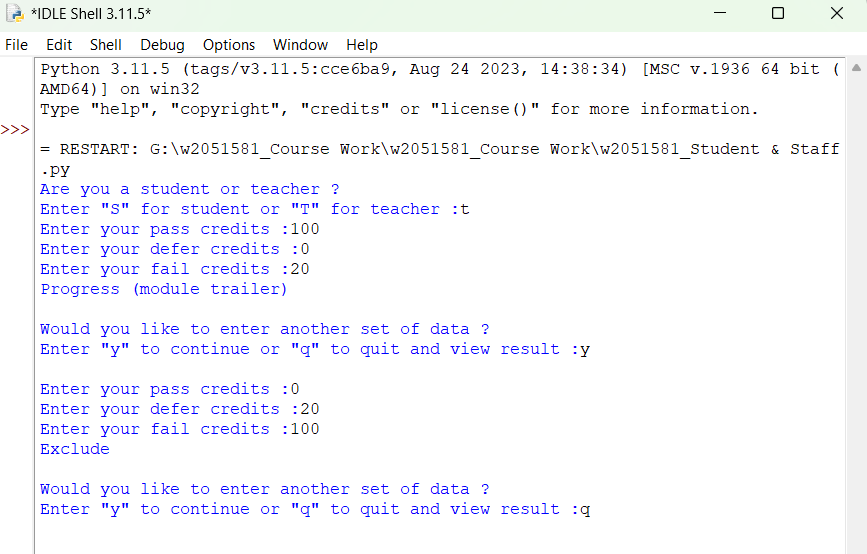 *IDLE Shell 3.11.5*
File Edit Shell Debug Options Window Help
Python 3.11.5 (tags/v3.11.5:cce6ba9, Aug 24 2023, 14:38:34) [MSC v.1936 64 bit (
AMD64)] on win32
Type "help", "copyright", "credits" or "license()" for more information.
>>>
= RESTART: G:\w2051581_Course Work\w2051581_Course Work\w2051581_Student & Staff
.py
Are you a student or teacher ?
Enter "S" for student or "T" for teacher :t
Enter your pass credits :100
Enter your defer credits :0
Enter your fail credits :20
Progress (module trailer)
Would you like to enter another set of data ?
Enter "y" to continue or "q" to quit and view result :y
Enter your pass credits :0
Enter your defer credits :20
Enter your fail credits :100
Exclude
Would you like to enter another set of data ?
Enter "y" to continue or "q" to quit and view result :q